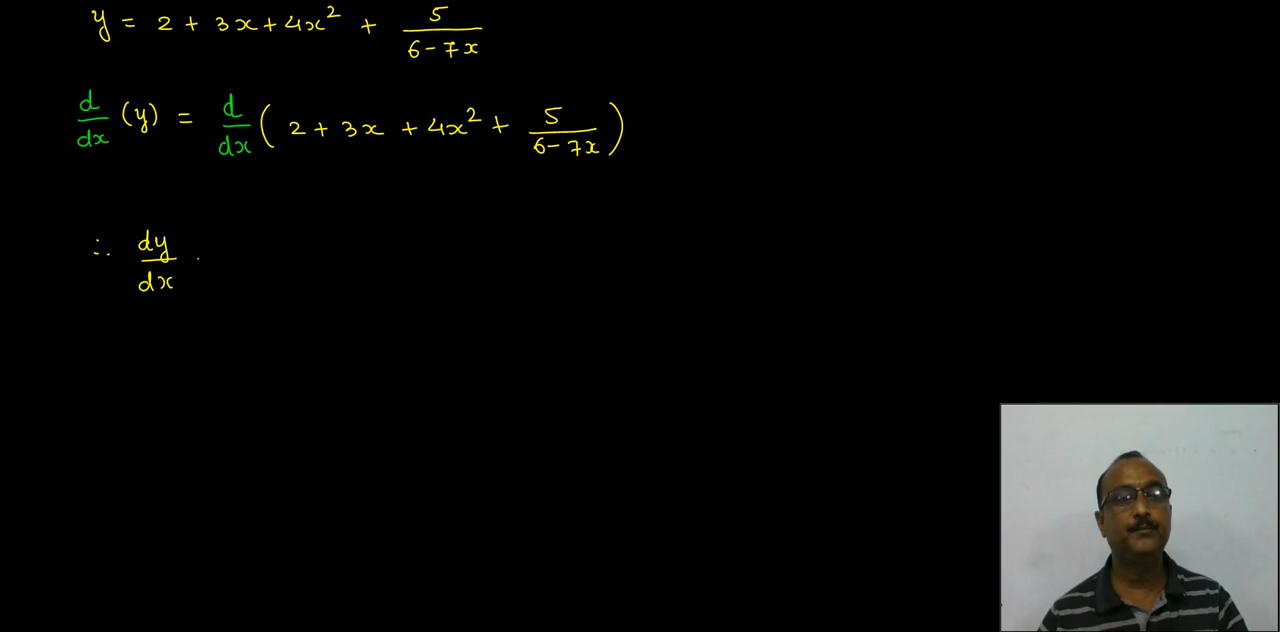 y = 2 + 3x + 4x² + 5/(6 - 7x)
d/dx (y) = d/dx ( 2 + 3x + 4x² + 5/(6 - 7x) )
∴ dy/dx